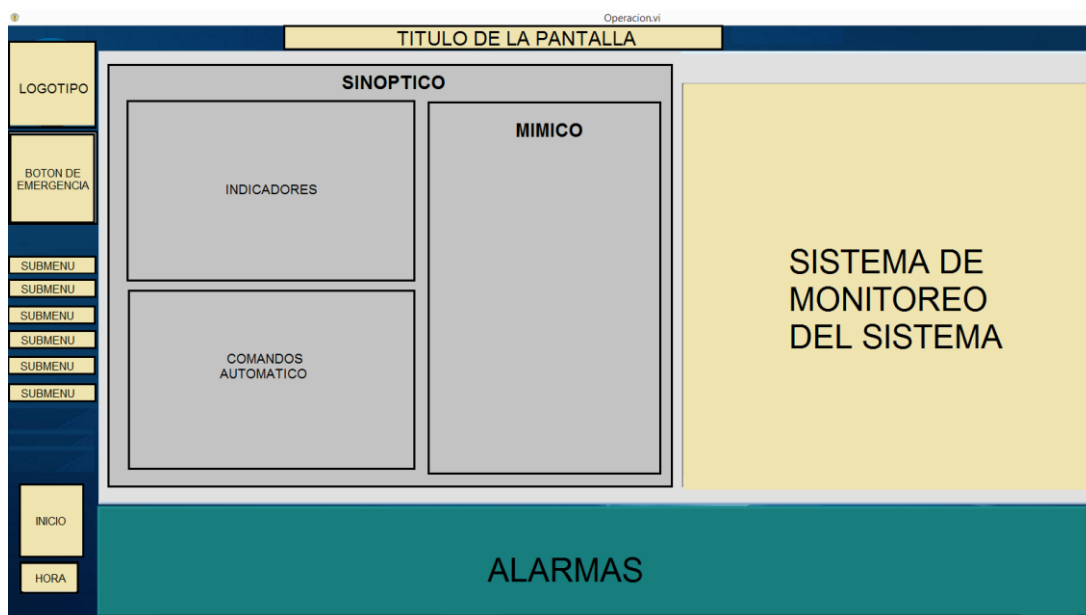 Operacion.vi
TITULO DE LA PANTALLA
LOGOTIPO
BOTON DE
EMERGENCIA
SUBMENU
SUBMENU
SUBMENU
SUBMENU
SUBMENU
SUBMENU
INICIO
HORA
SINOPTICO
INDICADORES
COMANDOS
AUTOMATICO
MIMICO
SISTEMA DE
MONITOREO
DEL SISTEMA
ALARMAS